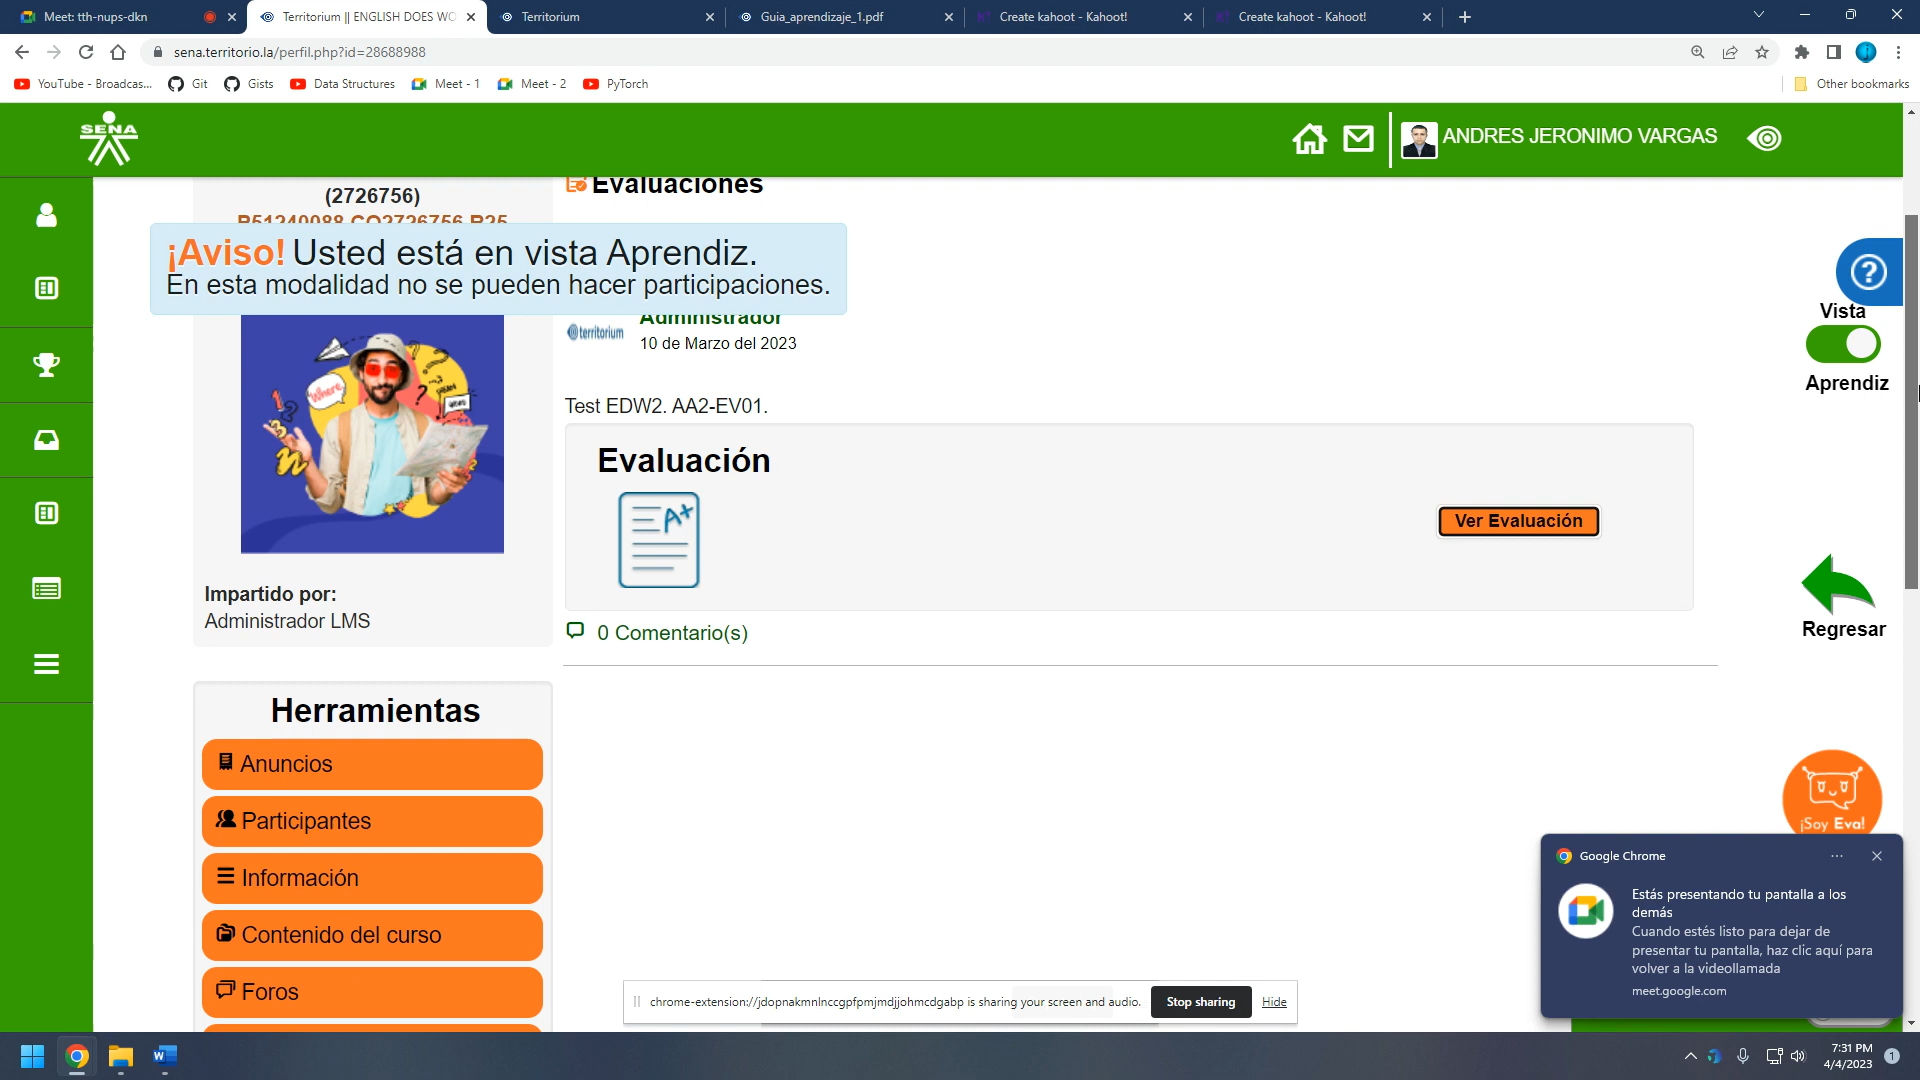 Meet: tth-nups-dkn
Territorium || ENGLISH DOES WO
Territorium
Guia_aprendizaje_1.pdf
Create kahoot - Kahoot!
Create kahoot - Kahoot!
sena.territorio.la/perfil.php?id=28688988
YouTube - Broadcas...
Git
Gists
Data Structures
Meet - 1
Meet - 2
PyTorch
Other bookmarks
SENA
ANDRES JERONIMO VARGAS
(2726756)
Evaluaciones
¡Aviso! Usted está en vista Aprendiz.
En esta modalidad no se pueden hacer participaciones.
Vista
Aprendiz
territorium
Administrador
10 de Marzo del 2023
Where
Test EDW2. AA2-EV01.
Evaluación
A+
Ver Evaluación
Impartido por:
Administrador LMS
0 Comentario(s)
Regresar
Herramientas
Anuncios
Participantes
Información
Contenido del curso
Foros
¡Soy Eva!
Google Chrome
Estás presentando tu pantalla a los
demás
Cuando estés listo para dejar de
presentar tu pantalla, haz clic aquí para
volver a la videollamada
meet.google.com
chrome-extension://jdopnakmnlnccgpfpmjmdjjohmcdgabp is sharing your screen and audio.
Stop sharing
Hide
7:31 PM
4/4/2023
1